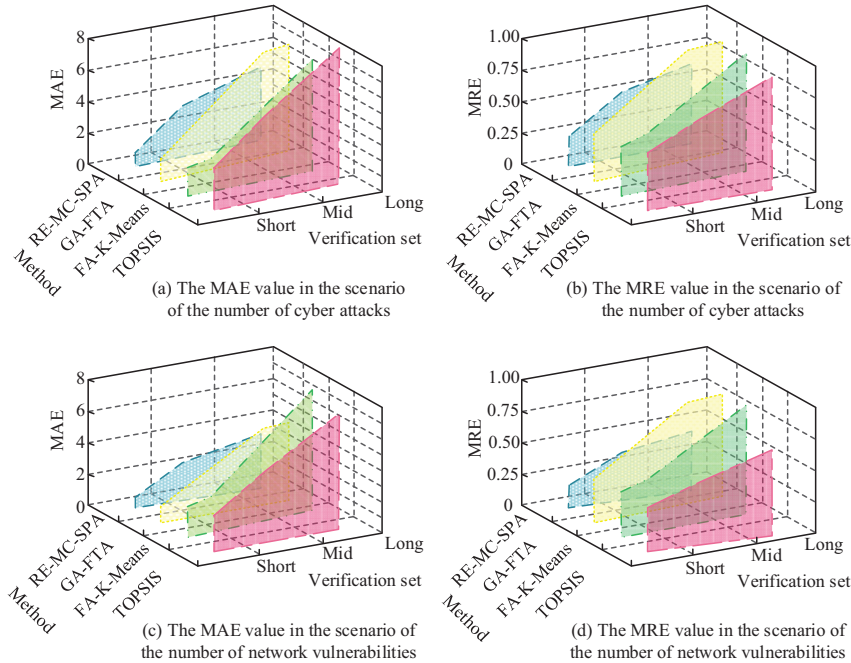 8
6
4
2
0
MAE
RE-MC-SPA
GA-FTA
FA-K-Means
TOPSIS
Method
Short
Mid
Long
Verification set
(a) The MAE value in the scenario
of the number of cyber attacks
1.00
0.75
0.50
0.25
0
MRE
RE-MC-SPA
GA-FTA
FA-K-Means
TOPSIS
Method
Short
Mid
Long
Verification set
(b) The MRE value in the scenario of
the number of cyber attacks
8
6
4
2
0
MAE
RE-MC-SPA
GA-FTA
FA-K-Means
TOPSIS
Method
Short
Mid
Long
Verification set
(c) The MAE value in the scenario of
the number of network vulnerabilities
1.00
0.75
0.50
0.25
0
MRE
RE-MC-SPA
GA-FTA
FA-K-Means
TOPSIS
Method
Short
Mid
Long
Verification set
(d) The MRE value in the scenario of
the number of network vulnerabilities